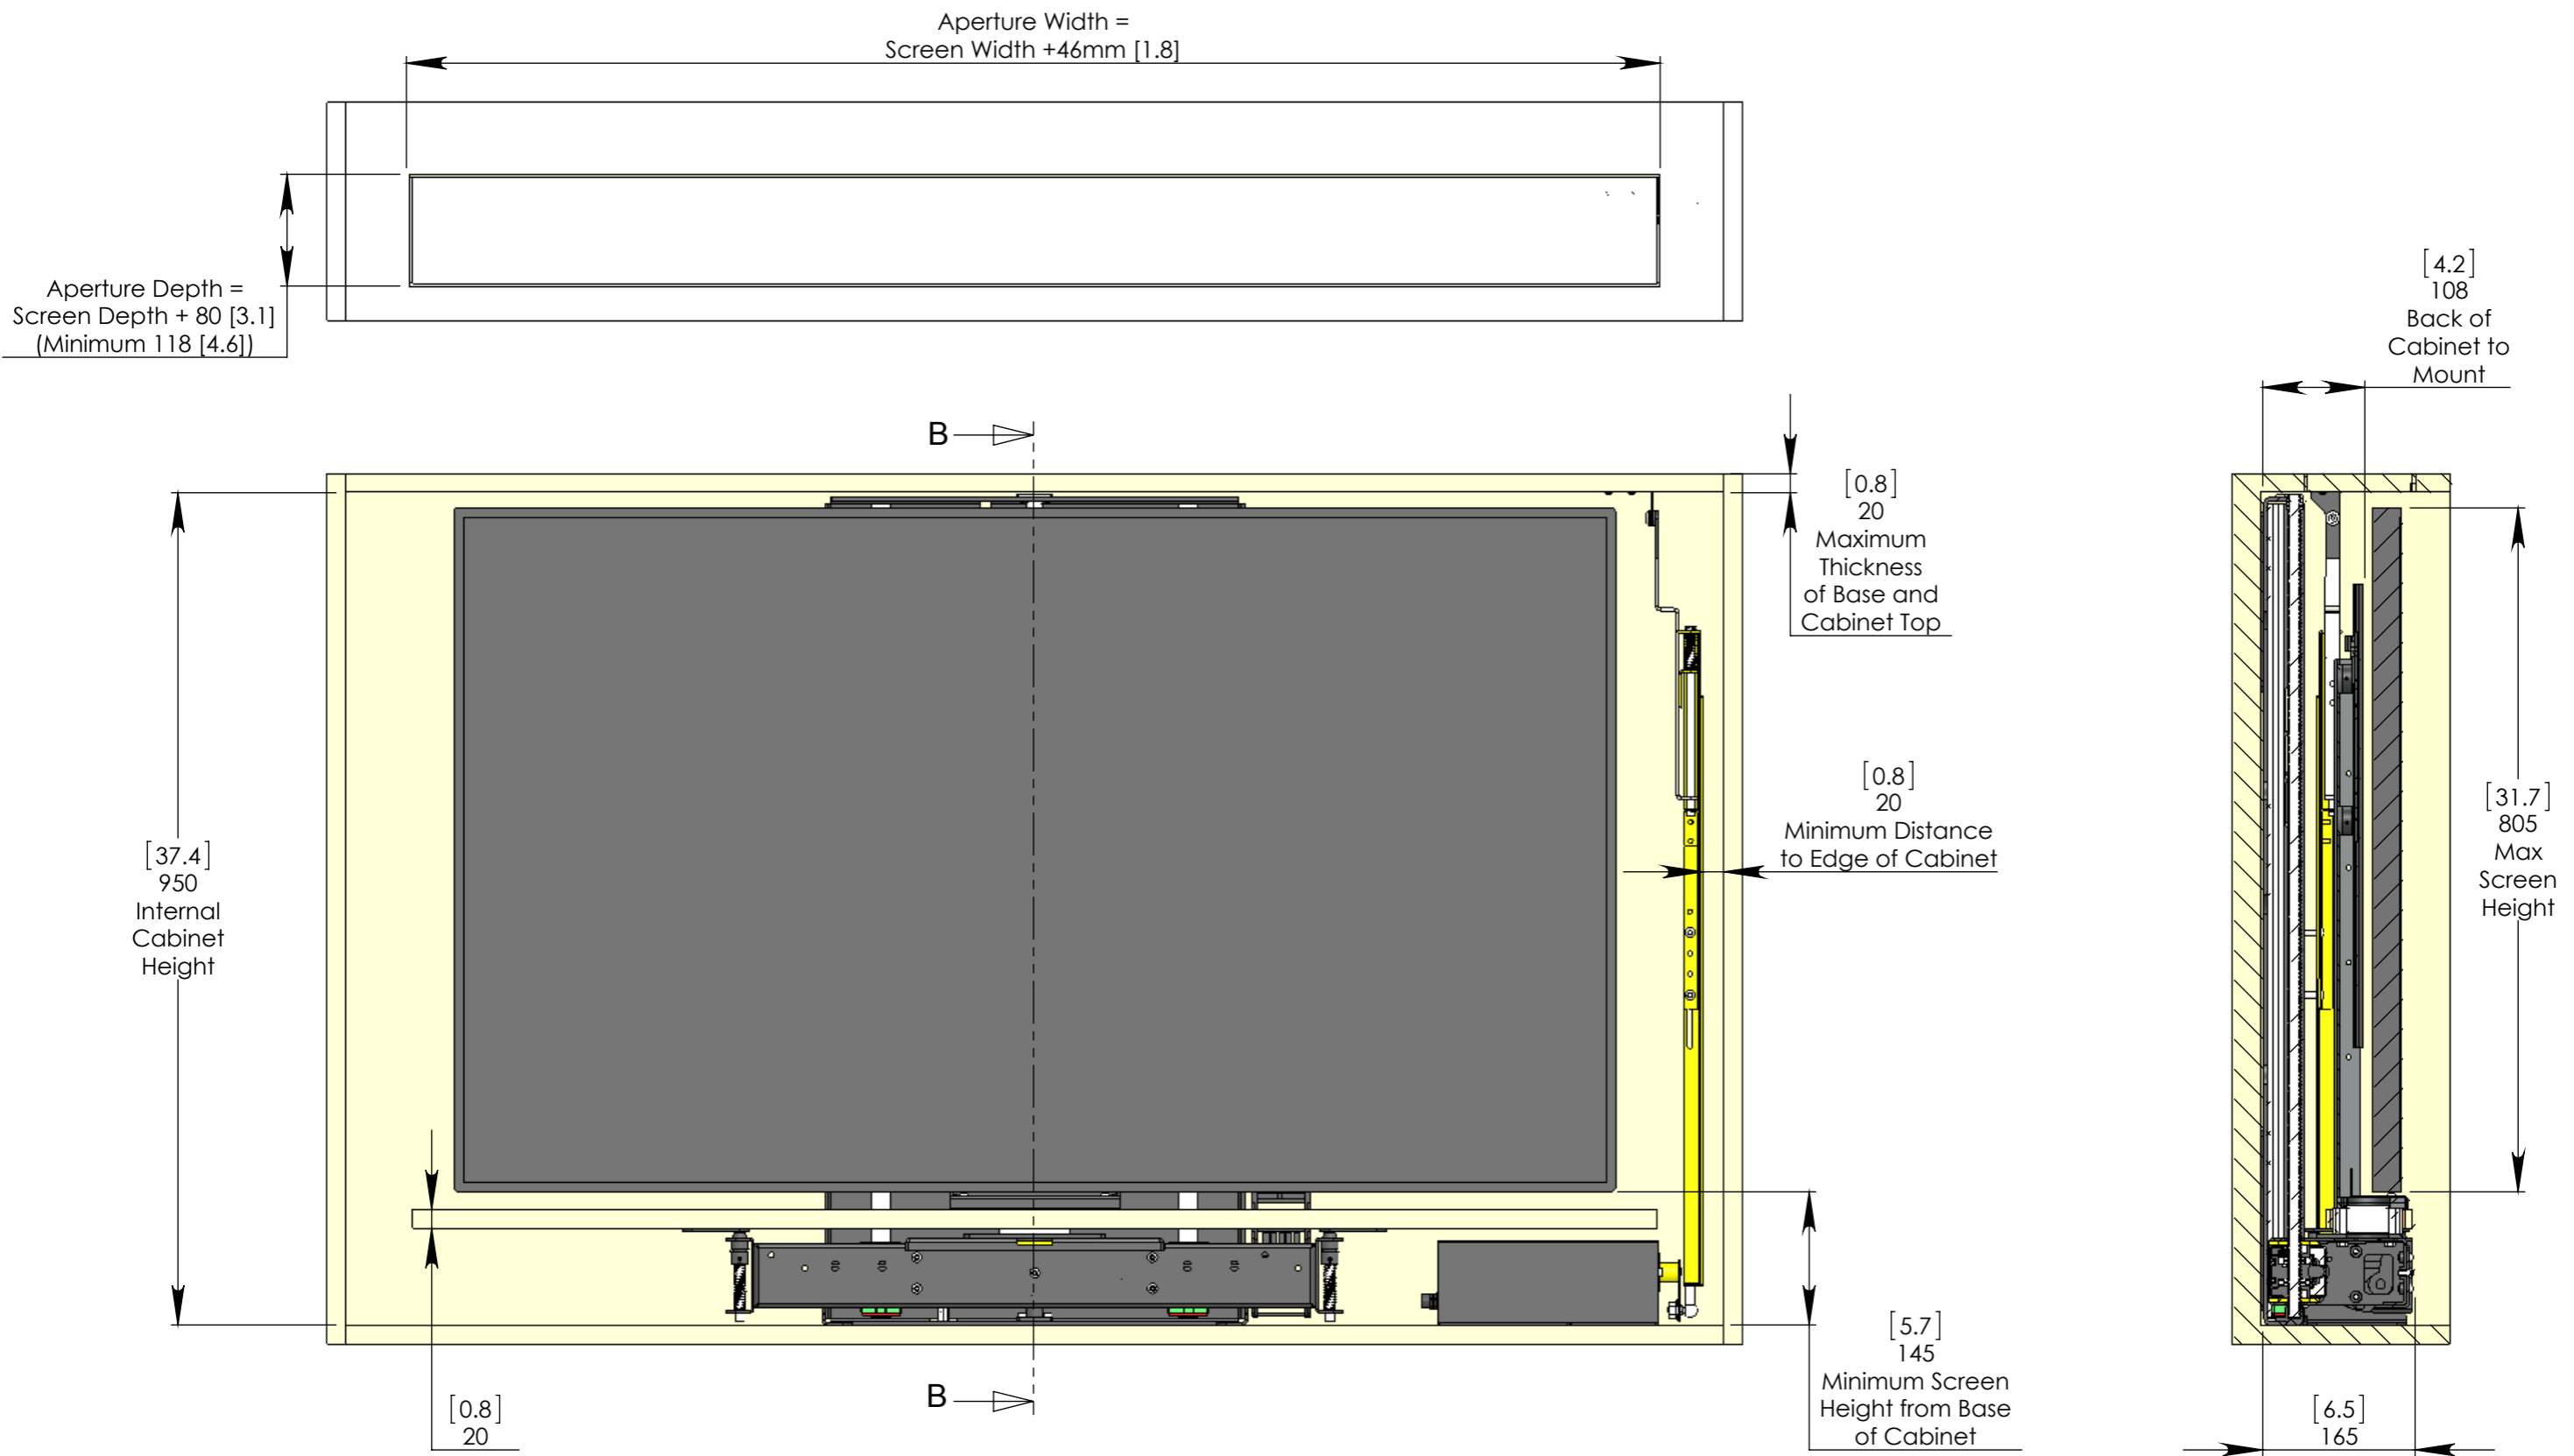 Aperture Width =
Screen Width +46mm [1.8]
Aperture Depth =
Screen Depth + 80 [3.1]
(Minimum 118 [4.6])
[4.2]
108
Back of
Cabinet to
Mount
B
[0.8]
20
Maximum
Thickness
of Base and
Cabinet Top
[0.8]
20
Minimum Distance
to Edge of Cabinet
[37.4]
950
Internal
Cabinet
Height
[31.7]
805
Max
Screen
Height
[5.7]
145
Minimum Screen
Height from Base
of Cabinet
B
[0.8]
20
[6.5]
165